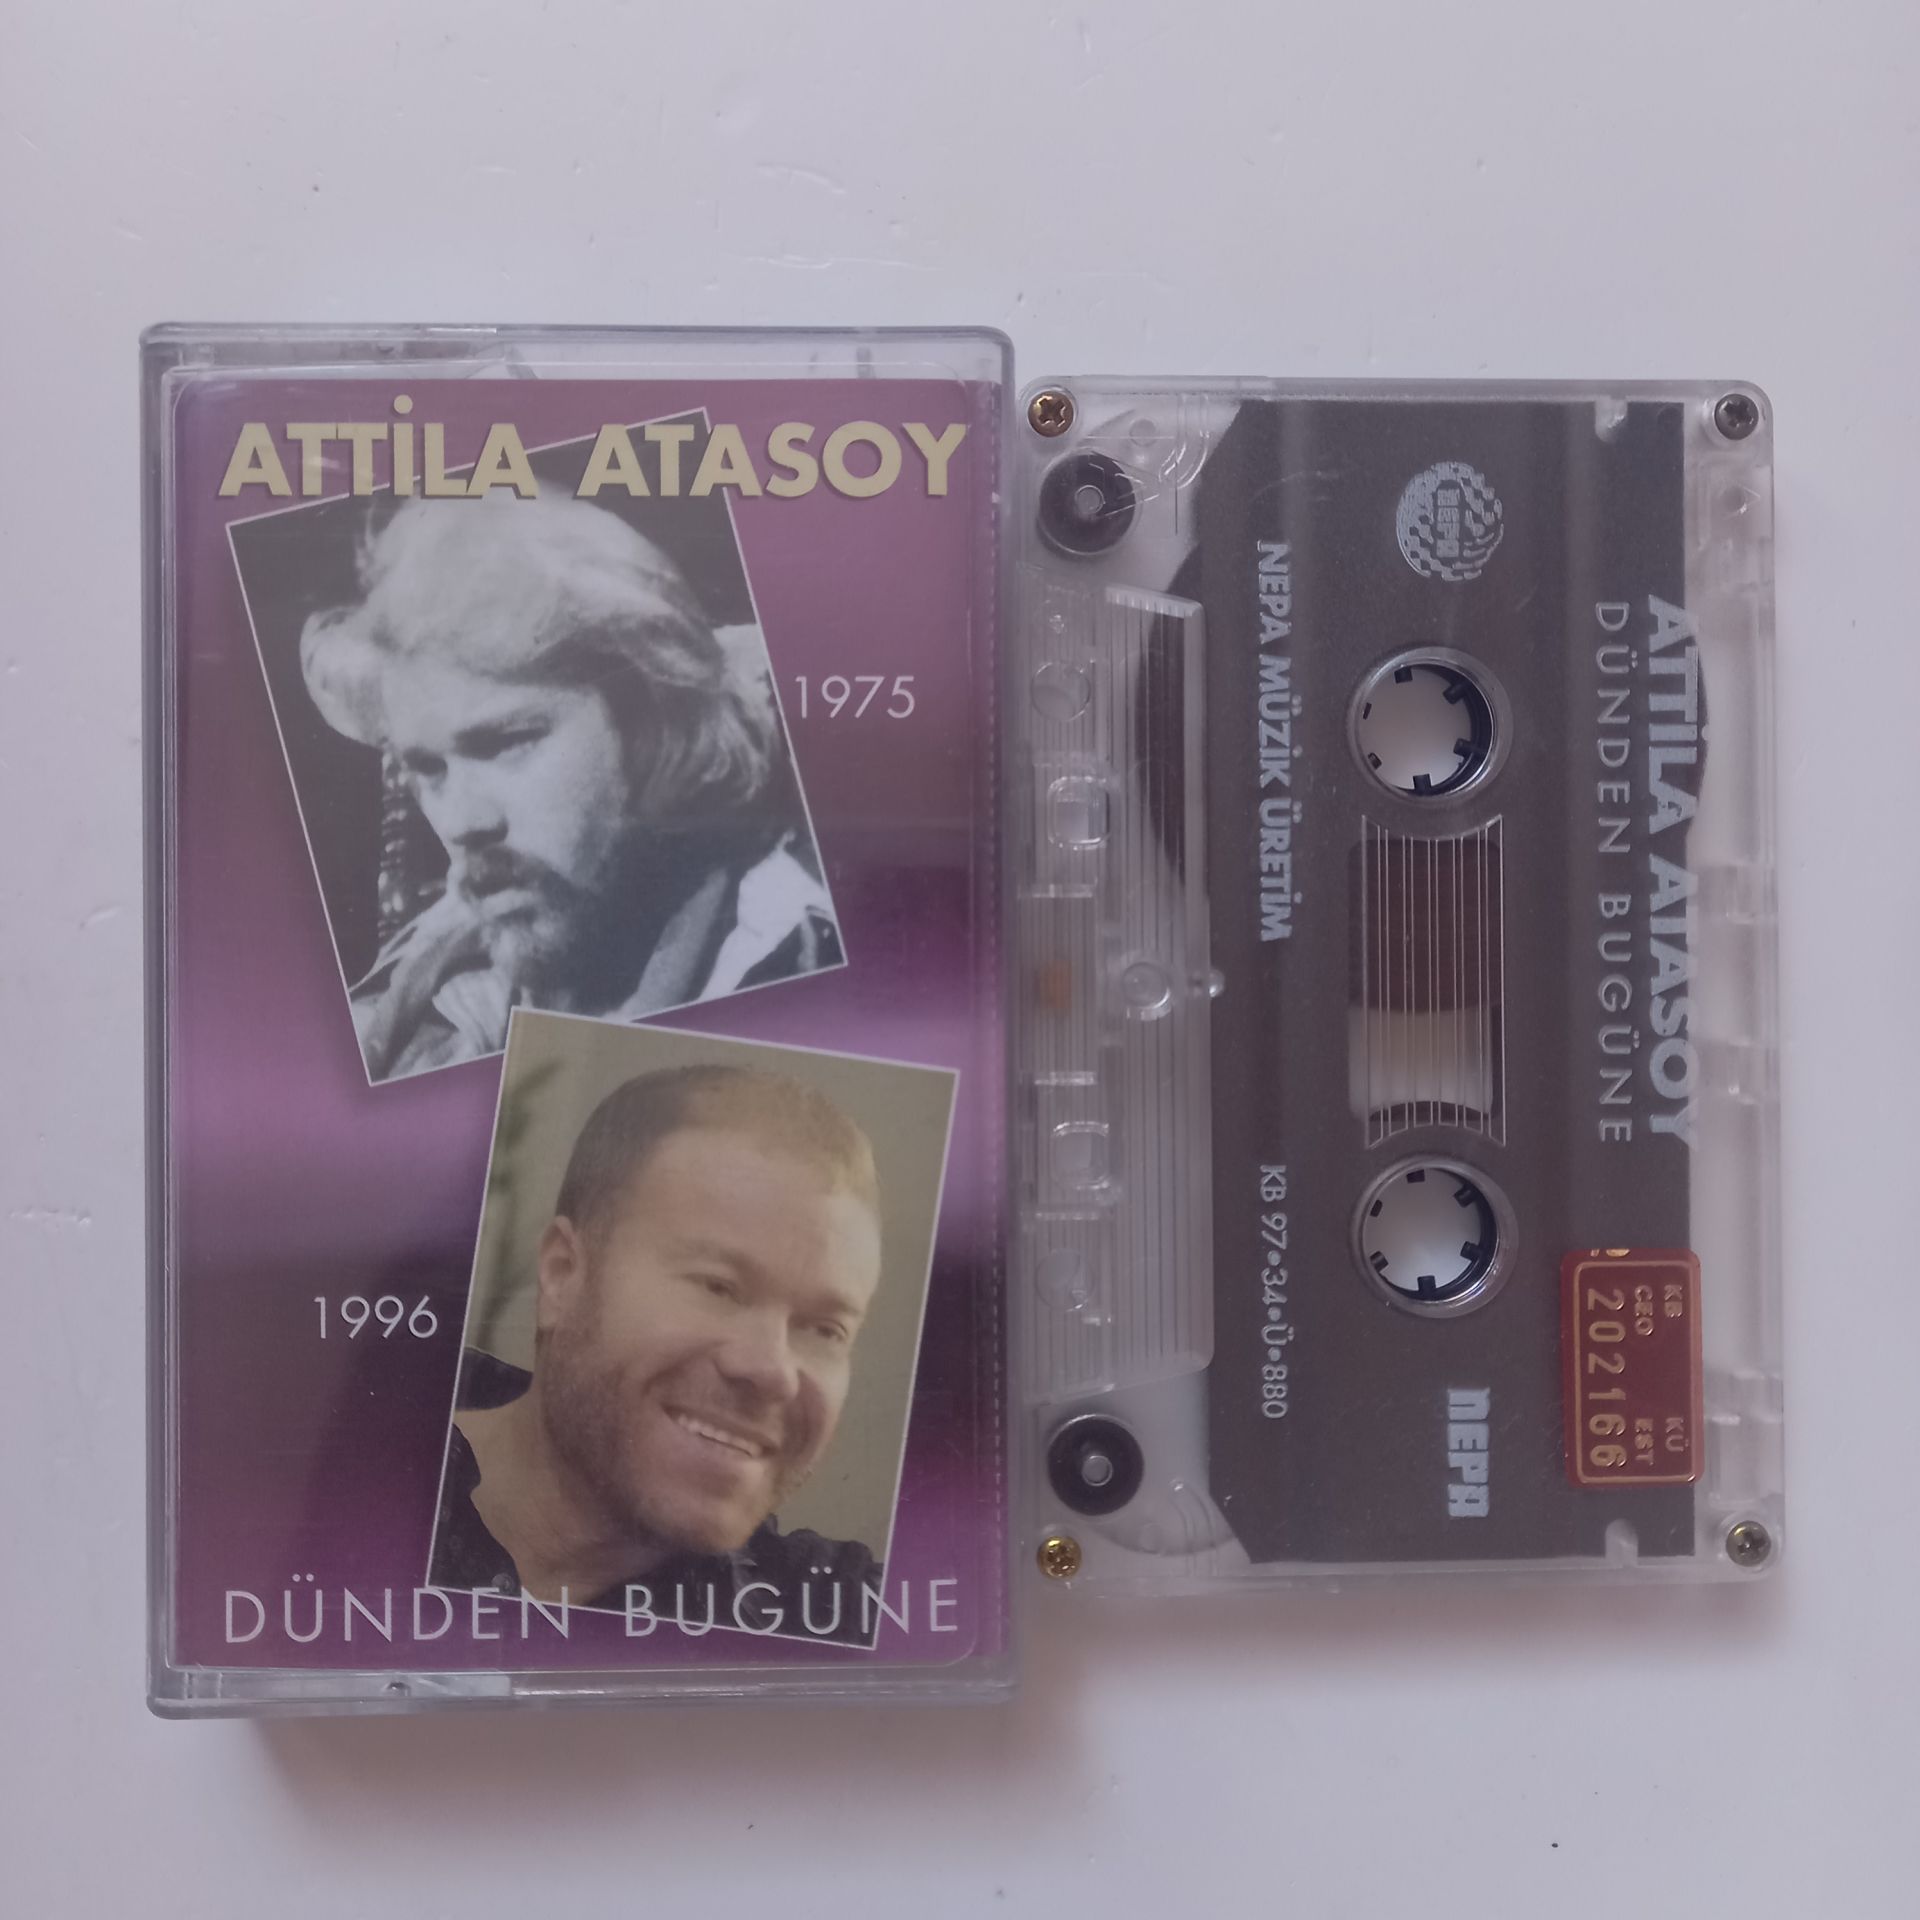 ATTİLA ATASOY
1975
1996
DÜNDEN BUGÜNE
ATTİLA ATASOY
DÜNDEN BUGÜNE
NEPA
NEPA MÜZİK ÜRETİM
KB 97•34•Ü•880
NEPA
KB KÜ
CEO EST
202166